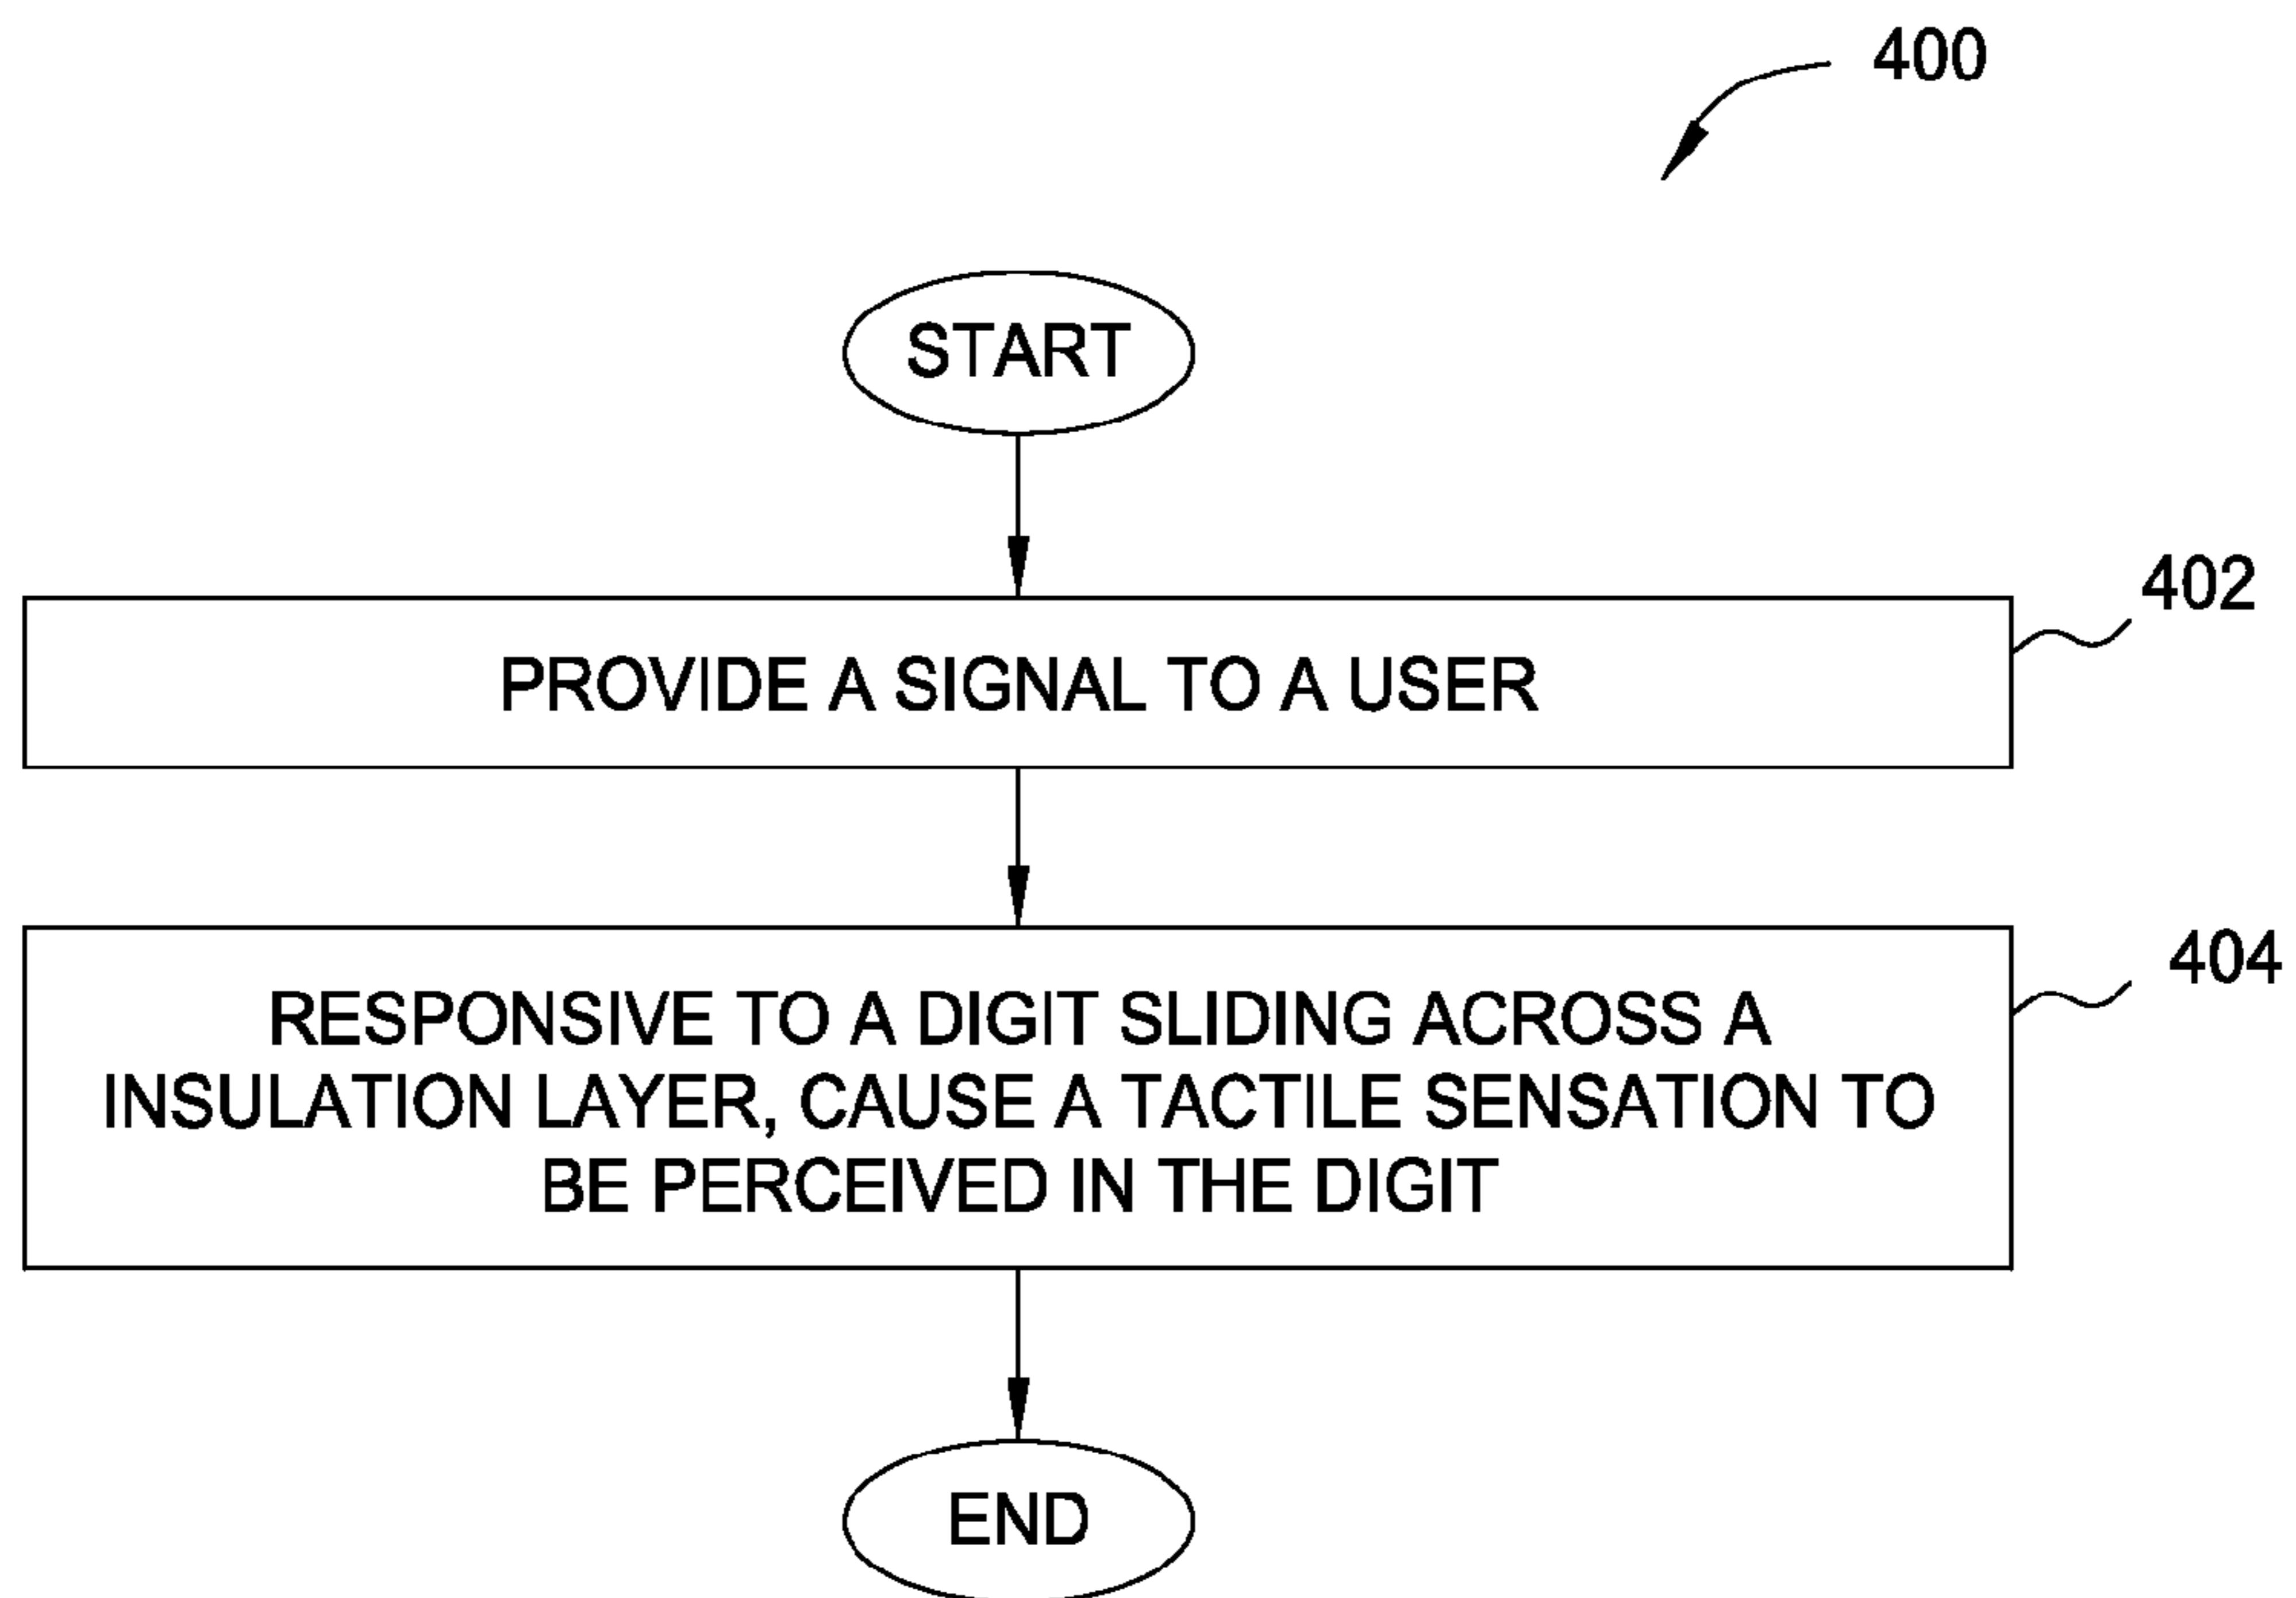 400
START
402
PROVIDE A SIGNAL TO A USER
404
RESPONSIVE TO A DIGIT SLIDING ACROSS A
INSULATION LAYER, CAUSE A TACTILE SENSATION TO
BE PERCEIVED IN THE DIGIT
END